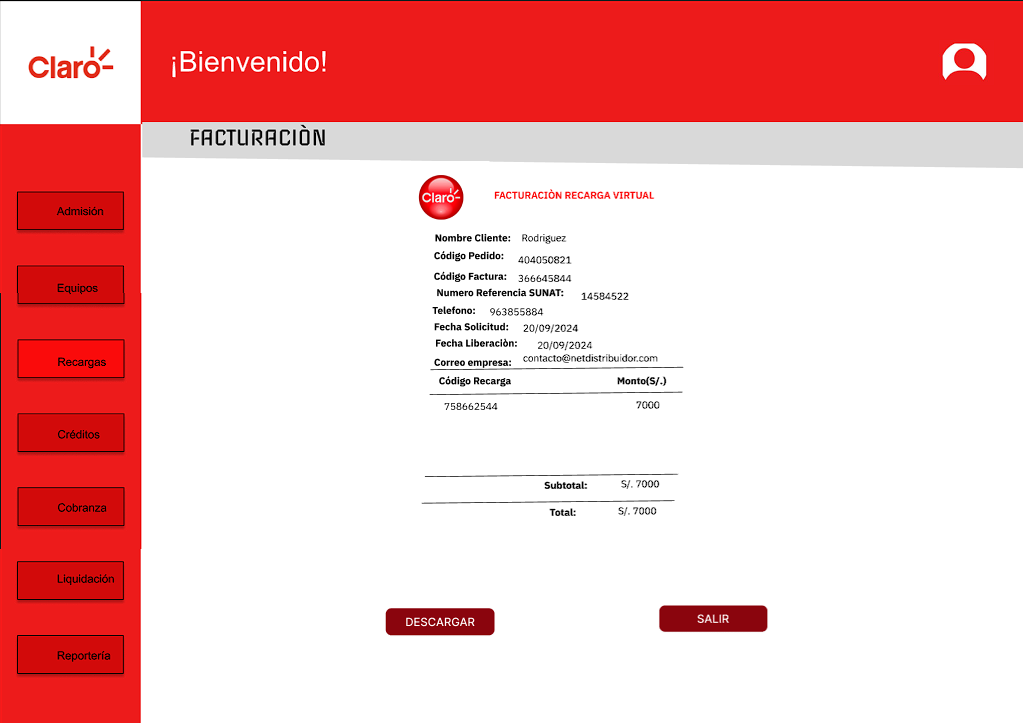 Claro
¡Bienvenido!
FACTURACIÒN
Admisión
Equipos
Recargas
Créditos
Cobranza
Liquidación
Reportería
Claro
FACTURACIÒN RECARGA VIRTUAL
Nombre Cliente: Rodriguez
Código Pedido: 404050821
Código Factura: 366645844
Numero Referencia SUNAT: 14584522
Telefono: 963855884
Fecha Solicitud: 20/09/2024
Fecha Liberaciòn: 20/09/2024
Correo empresa: contacto@netdistribuidor.com
Código Recarga Monto(S/.)
758662544 7000
Subtotal: S/. 7000
Total: S/. 7000
DESCARGAR SALIR